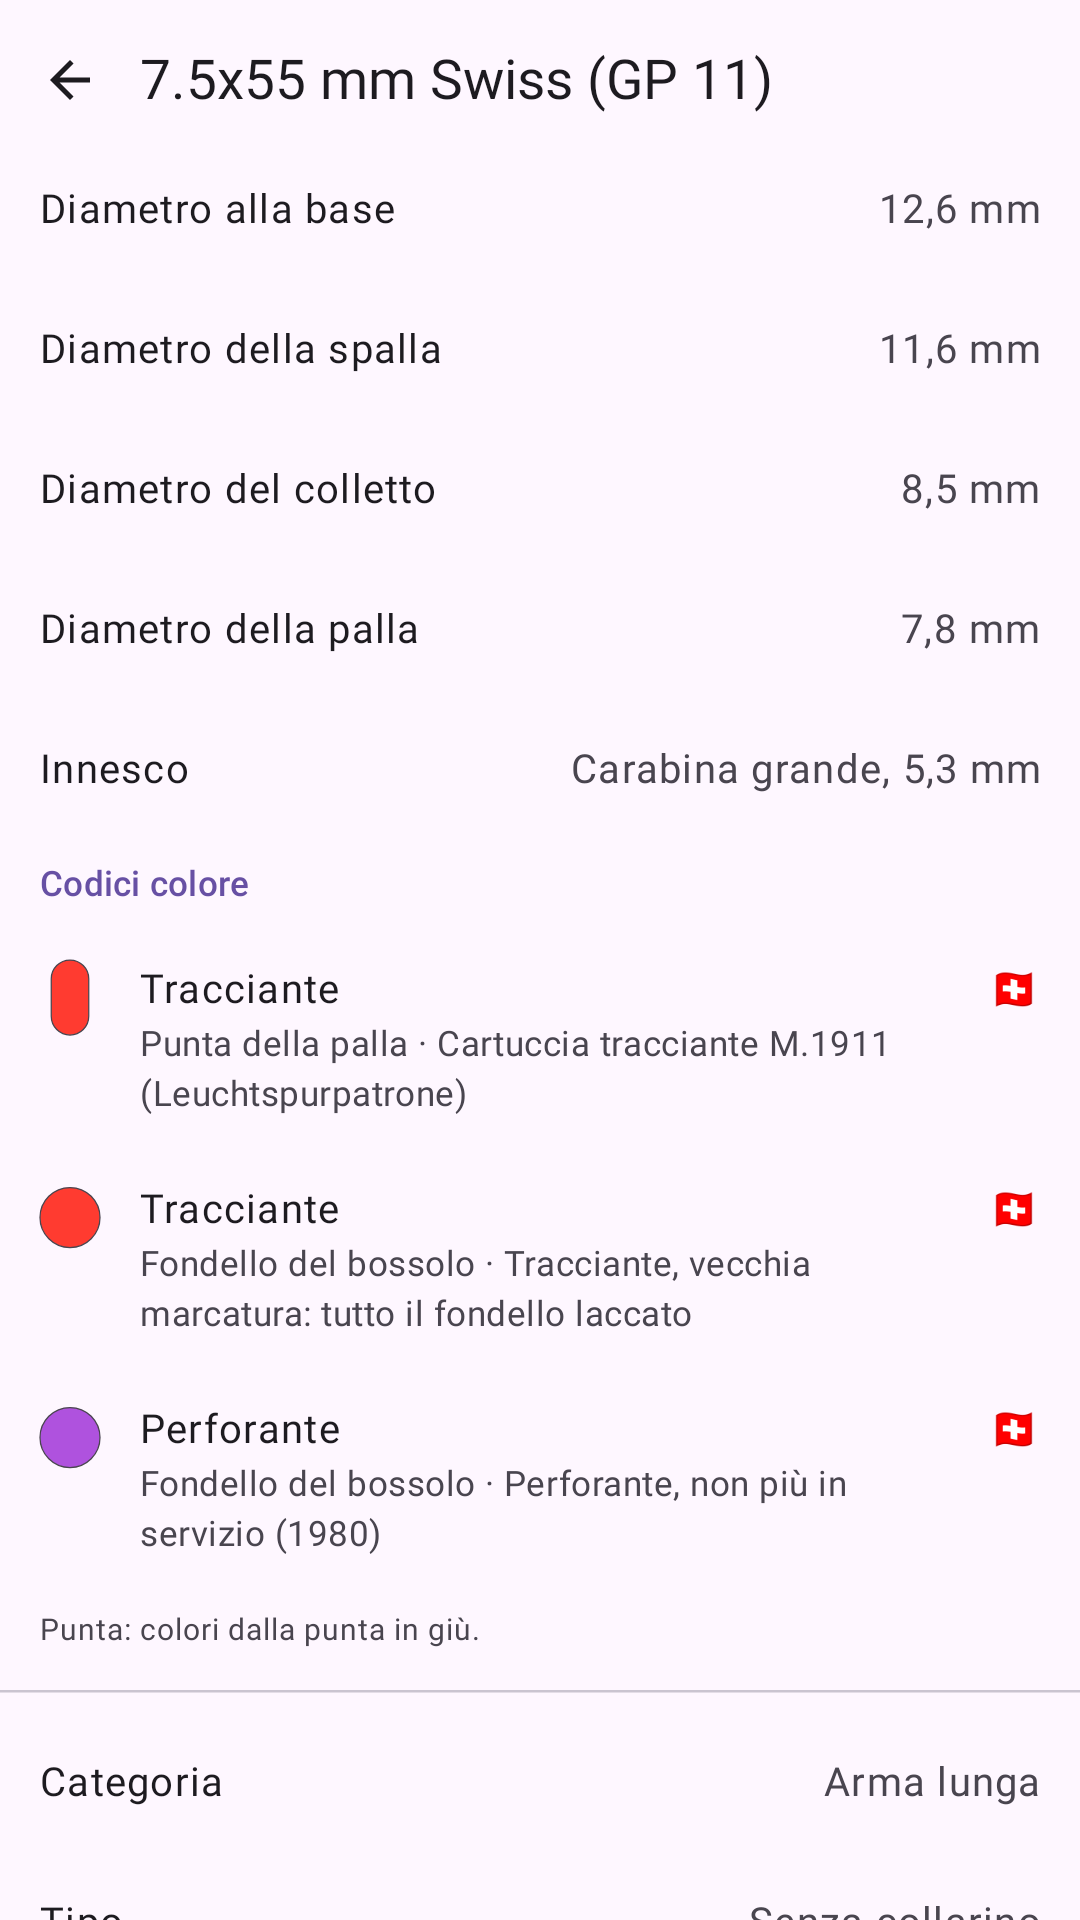 7.5x55 mm Swiss (GP 11)
Diametro alla base 12,6 mm
Diametro della spalla 11,6 mm
Diametro del colletto 8,5 mm
Diametro della palla 7,8 mm
Innesco Carabina grande, 5,3 mm
Codici colore
Tracciante
Punta della palla · Cartuccia tracciante M.1911
(Leuchtspurpatrone)
Tracciante
Fondello del bossolo · Tracciante, vecchia
marcatura: tutto il fondello laccato
Perforante
Fondello del bossolo · Perforante, non più in
servizio (1980)
Punta: colori dalla punta in giù.
Categoria Arma lunga
Tipo Senza collarino